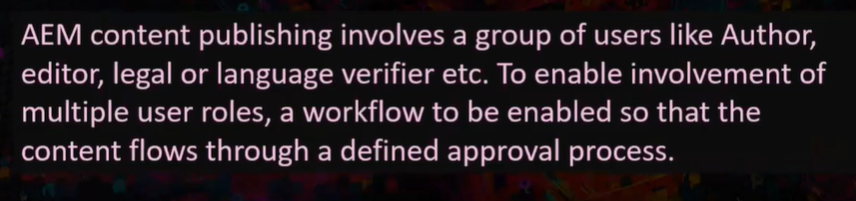 AEM content publishing involves a group of users like Author,
editor, legal or language verifier etc. To enable involvement of
multiple user roles, a workflow to be enabled so that the
content flows through a defined approval process.